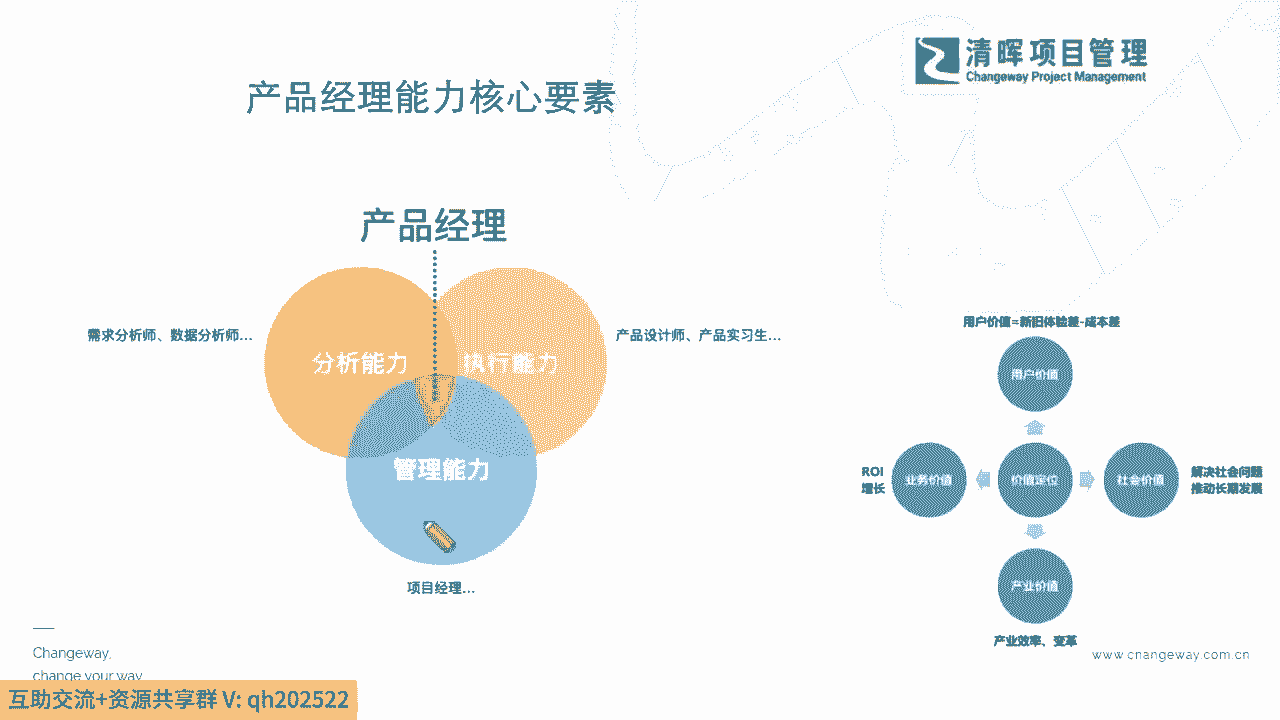 清晖项目管理
Changeway Project Management
产品经理能力核心要素
产品经理
需求分析师、数据分析师...
产品设计师、产品实习生...
分析能力
执行能力
管理能力
项目经理...
用户价值=新旧体验差-成本差
用户价值
ROI
增长
业务价值
价值定位
社会价值
解决社会问题
推动长期发展
产业价值
产业效率、变革
Changeway,
change your way
www.changeway.com.cn
互助交流+资源共享群 V: qh202522